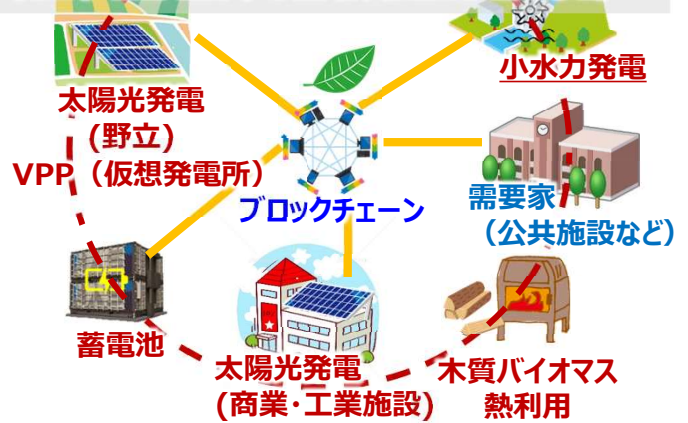 太陽光発電
(野立)
VPP（仮想発電所）
小水力発電
ブロックチェーン
需要家
（公共施設など）
蓄電池
太陽光発電
(商業・工業施設)
木質バイオマス
熱利用